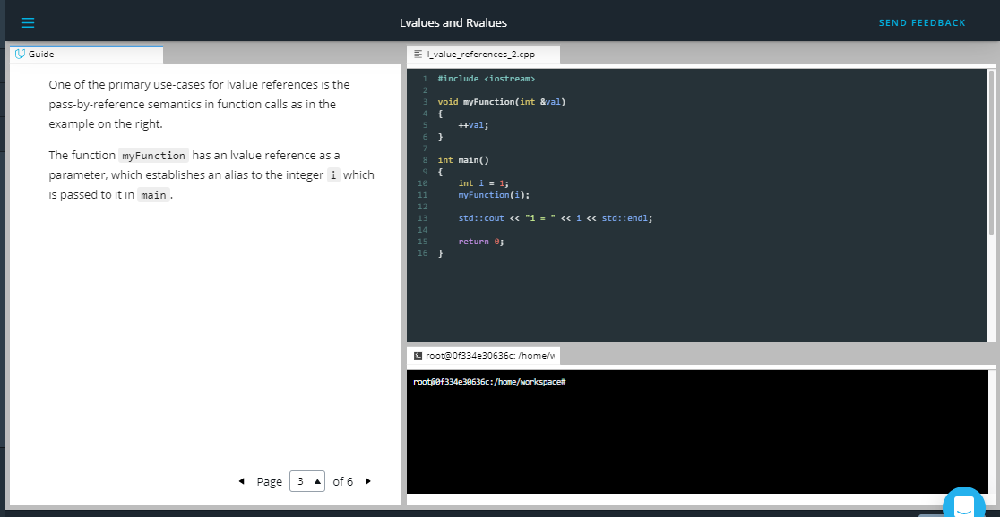 Lvalues and Rvalues
SEND FEEDBACK
Guide
One of the primary use-cases for lvalue references is the
pass-by-reference semantics in function calls as in the
example on the right.
The function myFunction has an lvalue reference as a
parameter, which establishes an alias to the integer i which
is passed to it in main .
Page 3 of 6
l_value_references_2.cpp
1 #include <iostream>
2
3 void myFunction(int &val)
4 {
5 ++val;
6 }
7
8 int main()
9 {
10 int i = 1;
11 myFunction(i);
12
13 std::cout << "i = " << i << std::endl;
14
15 return 0;
16 }
root@0f334e30636c: /home/w
root@0f334e30636c:/home/workspace#